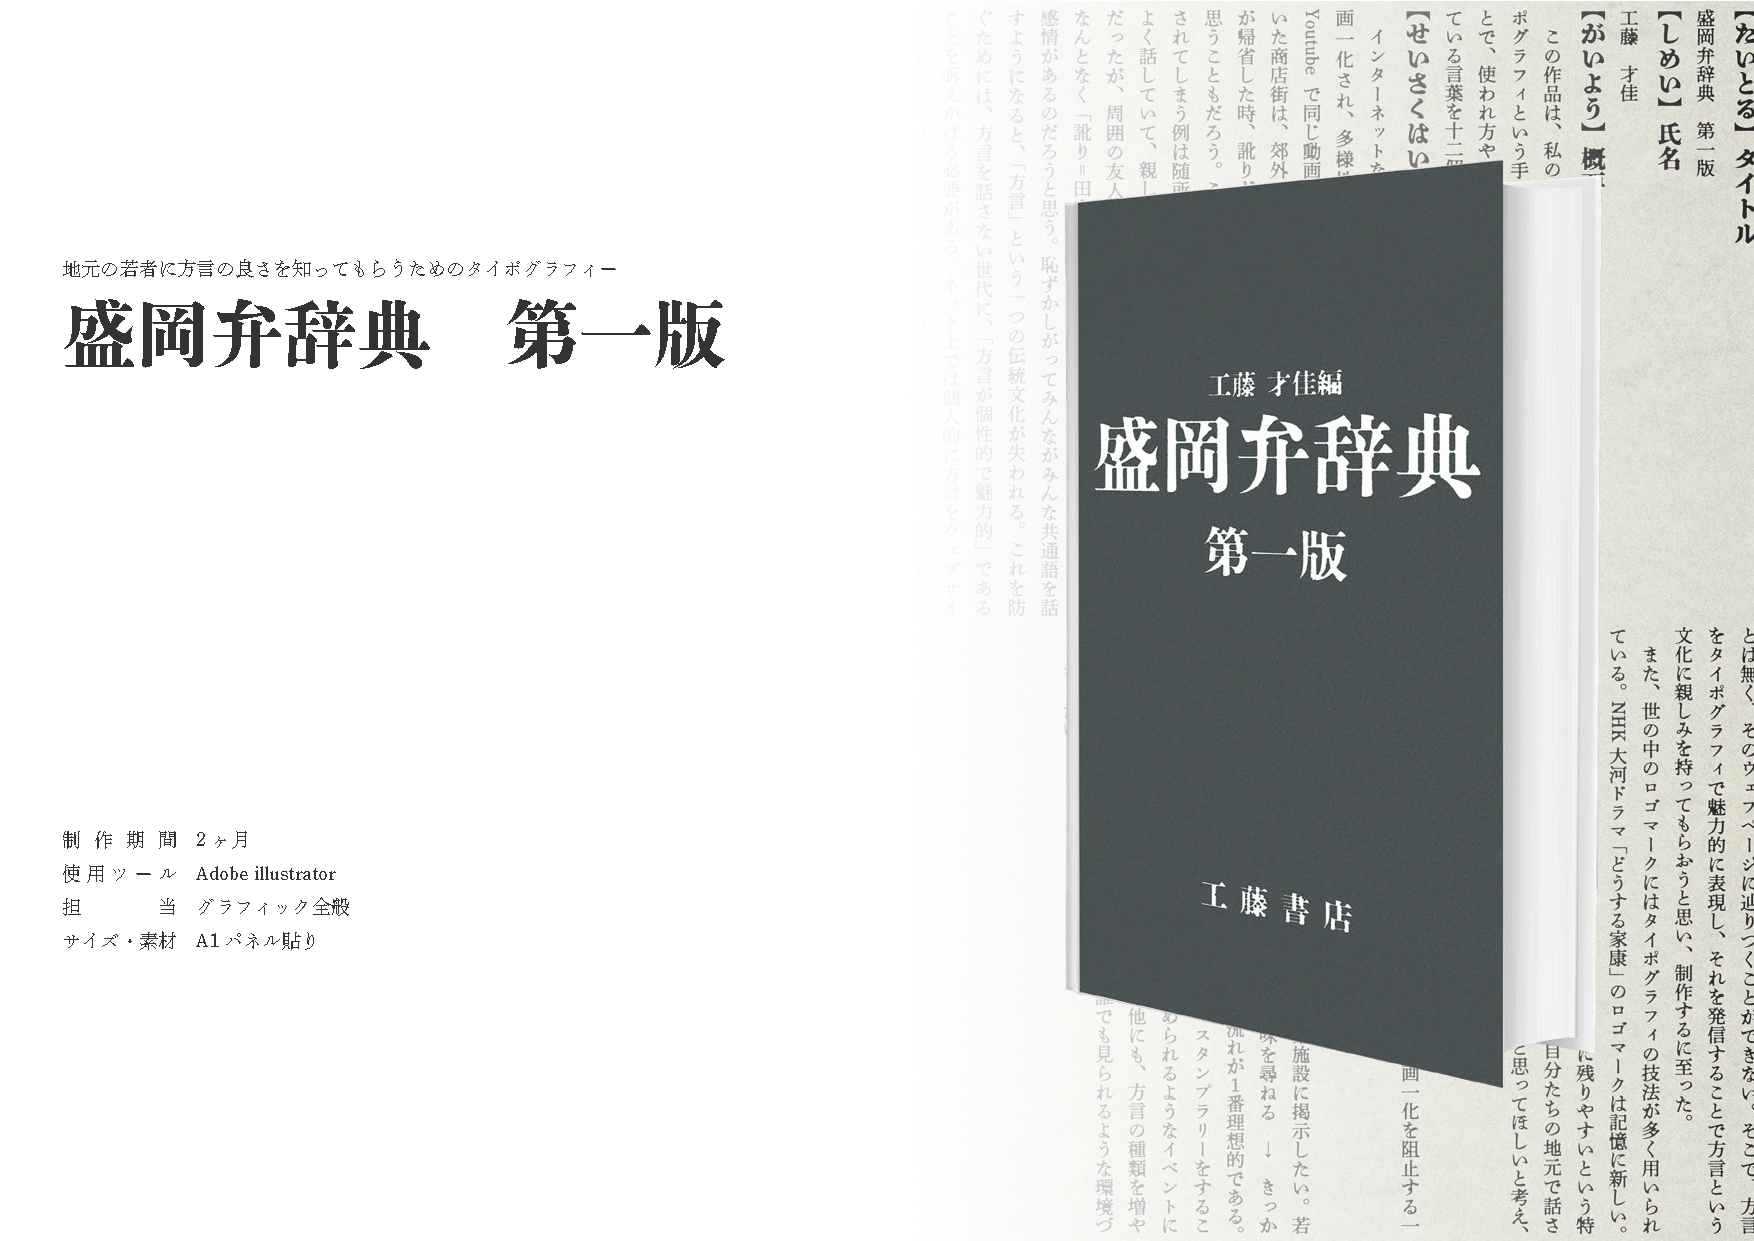 地元の若者に方言の良さを知ってもらうためのタイポグラフィー
盛岡弁辞典　第一版
制作期間　2ヶ月
使用ツール　Adobe illustrator
担当　グラフィック全般
サイズ・素材　A1パネル貼り
工藤 才佳編
盛岡弁辞典
第一版
工藤書店
【たいとる】タイトル
盛岡弁辞典　第一版
【しめい】氏名
工藤　才佳
【がいよう】概
この作品は、私の
ポグラフィという手
とで、使われ方や
ている言葉を十二
【せいさくはい
インターネットた
画一化され、多様
Youtube で同じ動画
いた商店街は、郊外
が帰省した時、訛り
思うこともだろう。
されてしまう例は随所
よく話していて、親し
だったが、周囲の友人
なんとなく「訛り=田
感情があるのだろうと思う。恥ずかしがってみんながみんな共通語を話
すようになると、「方言」という一つの伝統文化が失われる。これを防
ぐためには、方言を話さない世代に、「方言が個性的で魅力的」である
ことを訴えかける必要がある。ネット上では個人的に方言をウェブサイ
とは無く、そのウェブページに辿りつくことができない。そこで、方言
をタイポグラフィで魅力的に表現し、それを発信することで方言という
文化に親しみを持ってもらおうと思い、制作するに至った。
また、世の中のロゴマークにはタイポグラフィの技法が多く用いられ
ている。NHK大河ドラマ「どうする家康」のロゴマークは記憶に新しい。
に残りやすいという特
自分たちの地元で話さ
と思ってほしいと考え、
画一化を阻止する一
施設に掲示したい。若
味を尋ねる　→　きっか
流れが1番理想的である。
スタンプラリーをするこ
められるようなイベントに
他にも、方言の種類を増や
誰でも見られるような環境づ